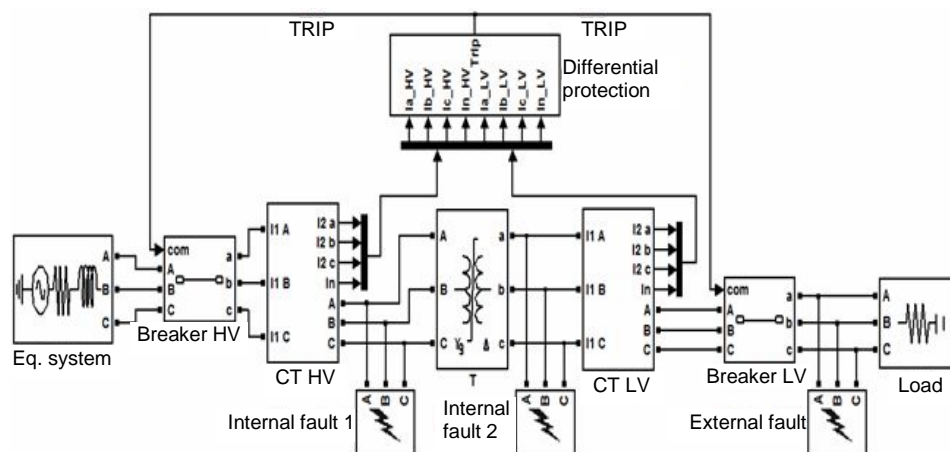 TRIP
TRIP
Trip
Differential
protection
Ia_HV
Ib_HV
Ic_HV
In_HV
Ia_LV
Ib_LV
Ic_LV
In_LV
A
B
C
Eq. system
com
A
B
C
a
b
c
Breaker HV
I1 A
I1 B
I1 C
I2 a
I2 b
I2 c
In
A
B
C
CT HV
A
B
C
a
b
c
Yg
Δ
T
I1 A
I1 B
I1 C
I2 a
I2 b
I2 c
In
A
B
C
CT LV
com
A
B
C
a
b
c
Breaker LV
A
B
C
Load
Internal fault 1
A
B
C
Internal
fault 2
A
B
C
External fault
A
B
C